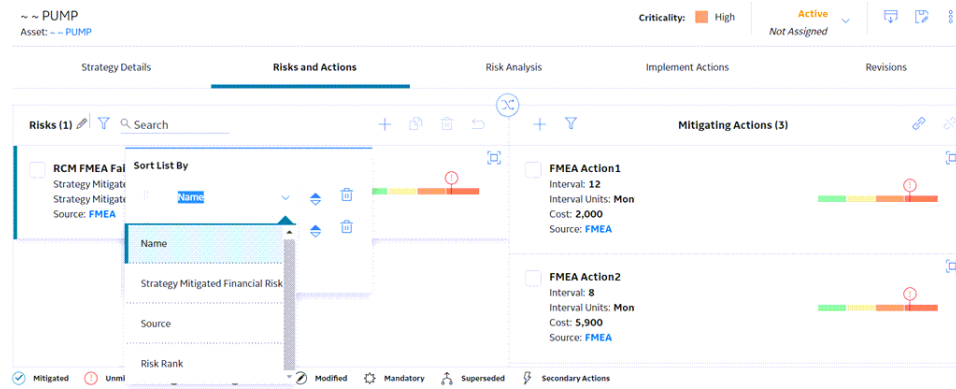 ~ ~ PUMP
Asset: ~ ~ PUMP
Criticality: High
Active
Not Assigned
Strategy Details
Risks and Actions
Risk Analysis
Implement Actions
Revisions
Risks (1)
Search
RCM FMEA Fai
Strategy Mitigate
Strategy Mitigate
Source: FMEA
Sort List By
Name
Name
Strategy Mitigated Financial Risk
Source
Risk Rank
Mitigating Actions (3)
FMEA Action1
Interval: 12
Interval Units: Mon
Cost: 2,000
Source: FMEA
FMEA Action2
Interval: 8
Interval Units: Mon
Cost: 5,900
Source: FMEA
Mitigated
Unmi
Modified
Mandatory
Superseded
Secondary Actions